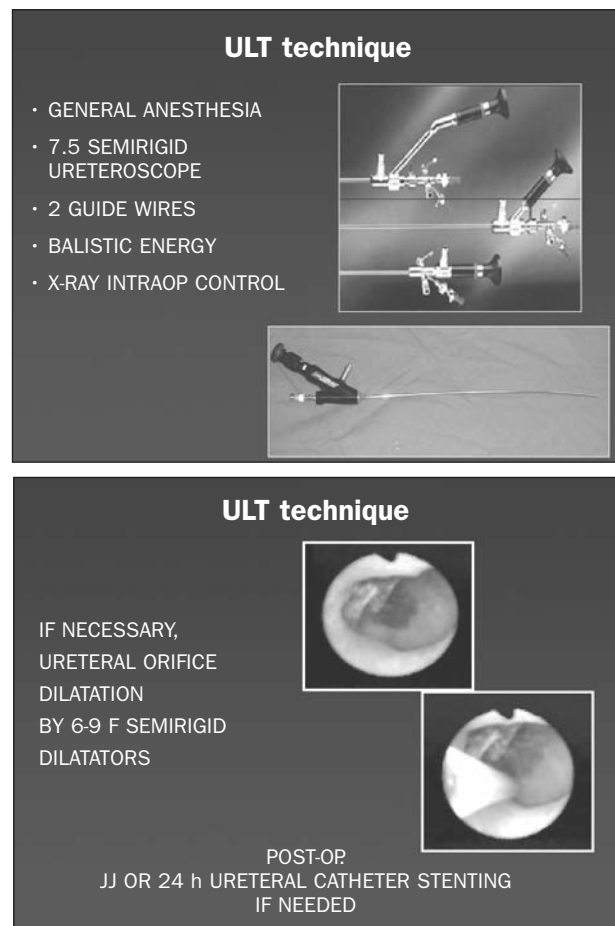 ULT technique
• GENERAL ANESTHESIA
• 7.5 SEMIRIGID
URETEROSCOPE
• 2 GUIDE WIRES
• BALISTIC ENERGY
• X-RAY INTRAOP CONTROL
ULT technique
IF NECESSARY,
URETERAL ORIFICE
DILATATION
BY 6-9 F SEMIRIGID
DILATATORS
POST-OP.
JJ OR 24 h URETERAL CATHETER STENTING
IF NEEDED